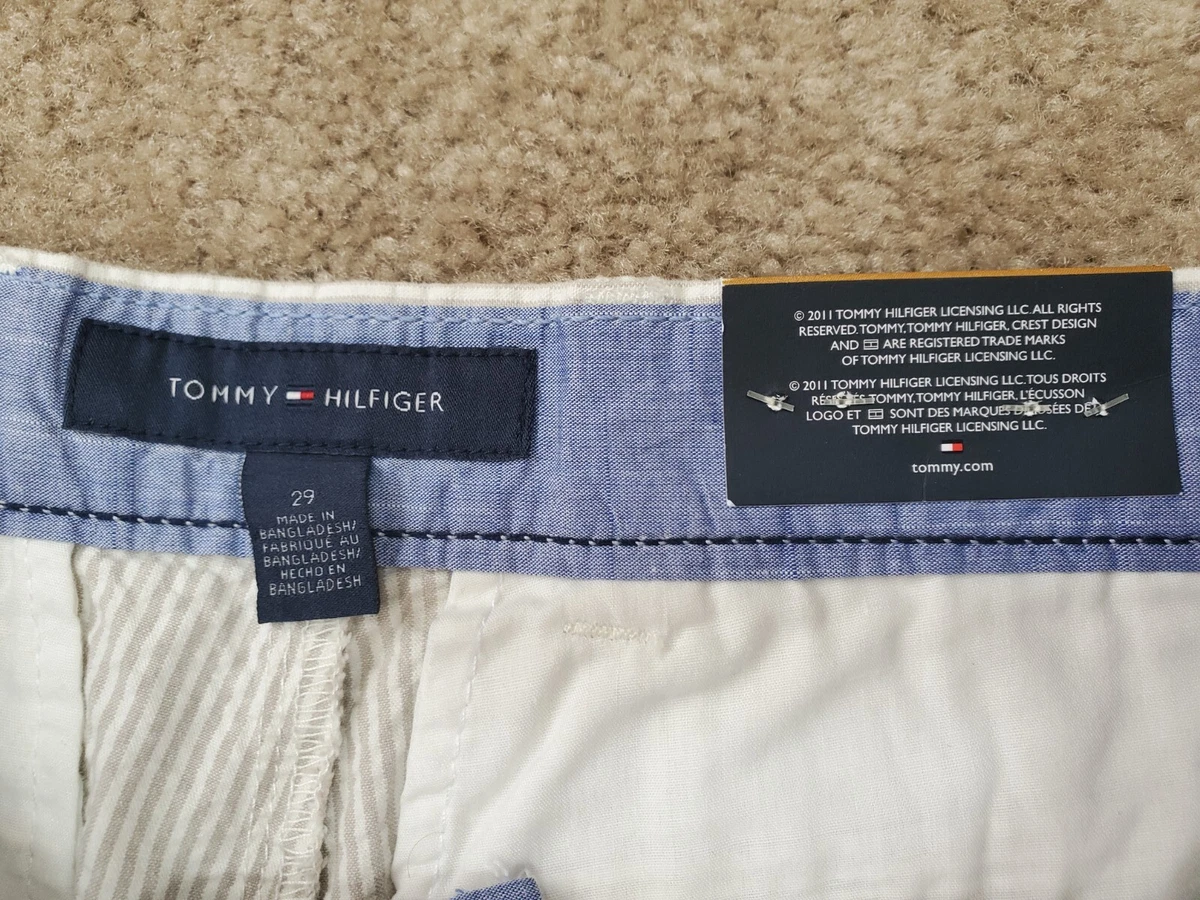 TOMMY HILFIGER
29
MADE IN
BANGLADESH/
FABRIQUÉ AU
BANGLADESH/
HECHO EN
BANGLADESH
© 2011 TOMMY HILFIGER LICENSING LLC. ALL RIGHTS
RESERVED. TOMMY, TOMMY HILFIGER, CREST DESIGN
AND ARE REGISTERED TRADE MARKS
OF TOMMY HILFIGER LICENSING LLC.
© 2011 TOMMY HILFIGER LICENSING LLC. TOUS DROITS
TOMMY, TOMMY HILFIGER, L'ÉCUSSON
LOGO ET SONT DES MARQUES DE
TOMMY HILFIGER LICENSING LLC.
tommy.com